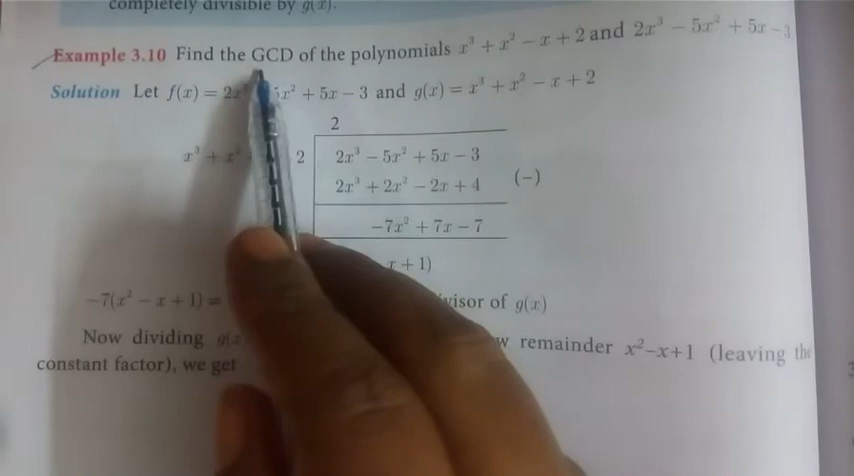 completely divisible by g(x).
Example 3.10 Find the GCD of the polynomials x³ + x² − x + 2 and 2x³ − 5x² + 5x − 3
Solution Let f(x) = 2x³ 5x² + 5x − 3 and g(x) = x³ + x² − x + 2
2
x³ + x² 2 2x³ − 5x² + 5x − 3
2x³ + 2x² − 2x + 4 (−)
−7x² + 7x − 7
x + 1)
−7(x² − x + 1) = visor of g(x)
Now dividing g(x w remainder x²−x+1 (leaving the
constant factor), we get